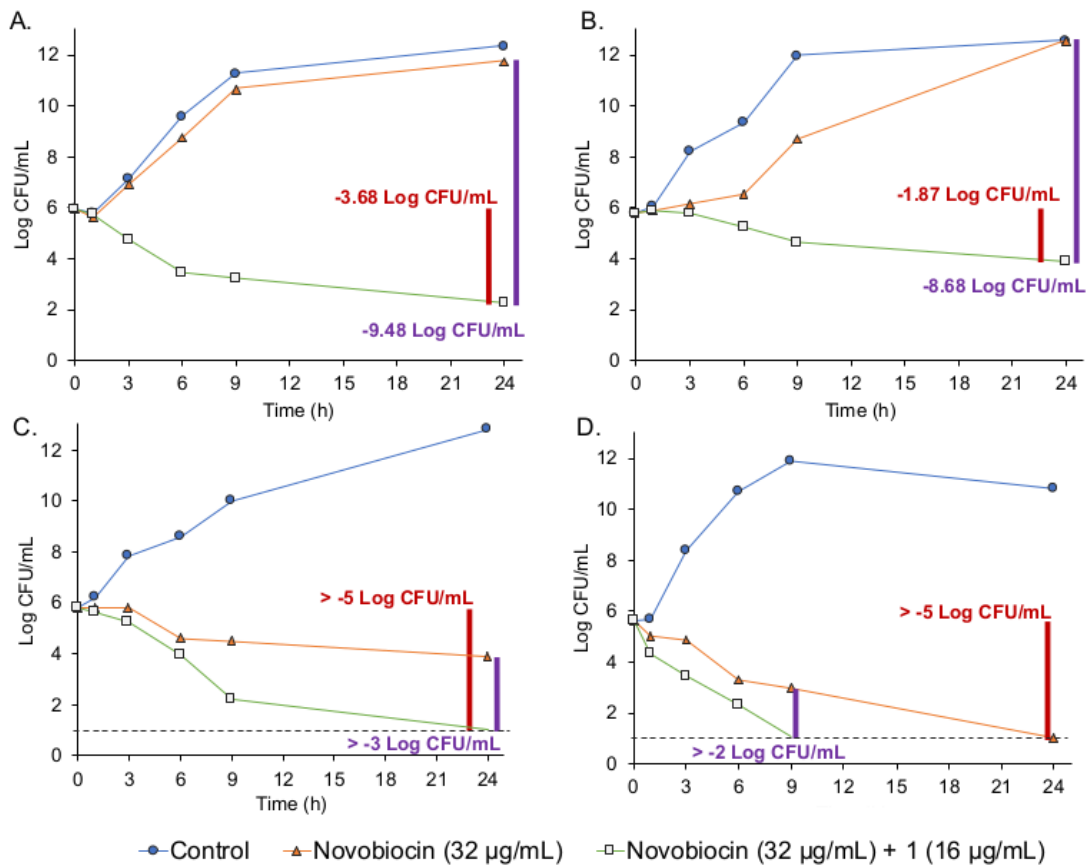 A.
Log CFU/mL
12
10
8
6
4
2
0
-3.68 Log CFU/mL
-9.48 Log CFU/mL
0 3 6 9 12 15 18 21 24
Time (h)
B.
Log CFU/mL
12
10
8
6
4
2
0
-1.87 Log CFU/mL
-8.68 Log CFU/mL
0 3 6 9 12 15 18 21 24
Time (h)
C.
Log CFU/mL
12
10
8
6
4
2
0
> -5 Log CFU/mL
> -3 Log CFU/mL
0 3 6 9 12 15 18 21 24
Time (h)
D.
Log CFU/mL
12
10
8
6
4
2
0
> -5 Log CFU/mL
> -2 Log CFU/mL
0 3 6 9 12 15 18 21 24
Control Novobiocin (32 µg/mL) Novobiocin (32 µg/mL) + 1 (16 µg/mL)